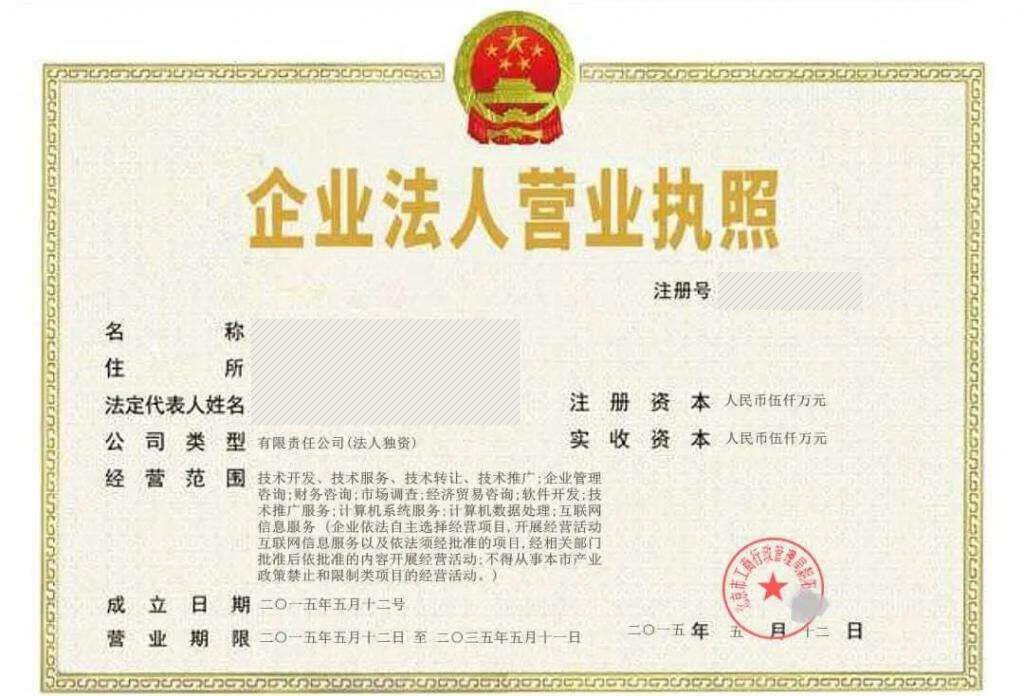 企业法人营业执照
注册号
名称
住所
法定代表人姓名
注册资本 人民币伍仟万元
公司类型 有限责任公司(法人独资)
实收资本 人民币伍仟万元
经营范围 技术开发、技术服务、技术转让、技术推广;企业管理
咨询;财务咨询;市场调查;经济贸易咨询;软件开发;技
术推广服务;计算机系统服务;计算机数据处理;互联网
信息服务（企业依法自主选择经营项目,开展经营活动
互联网信息服务以及依法须经批准的项目,经相关部门
批准后依批准的内容开展经营活动;不得从事本市产业
政策禁止和限制类项目的经营活动。)
成立日期 二〇一五年五月十二号
营业期限 二〇一五年五月十二日 至 二〇三五年五月十一日
北京市工商行政管理局
二〇一五年 五月十二日